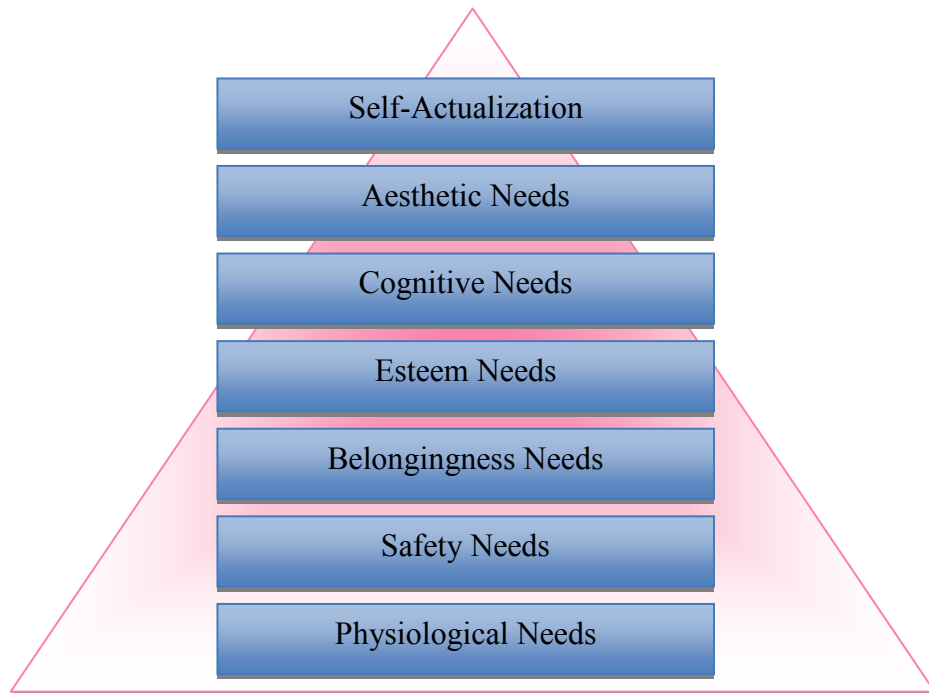 Self-Actualization
Aesthetic Needs
Cognitive Needs
Esteem Needs
Belongingness Needs
Safety Needs
Physiological Needs